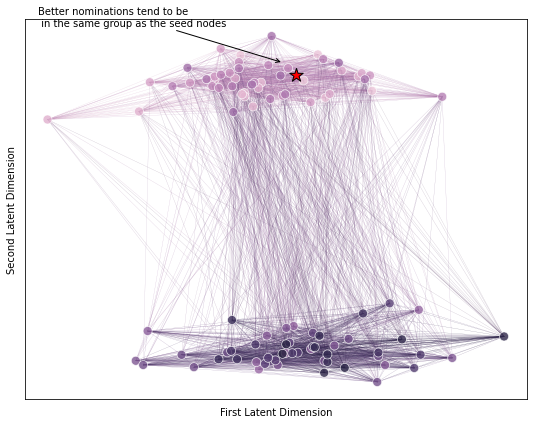 Better nominations tend to be
in the same group as the seed nodes
Second Latent Dimension
First Latent Dimension